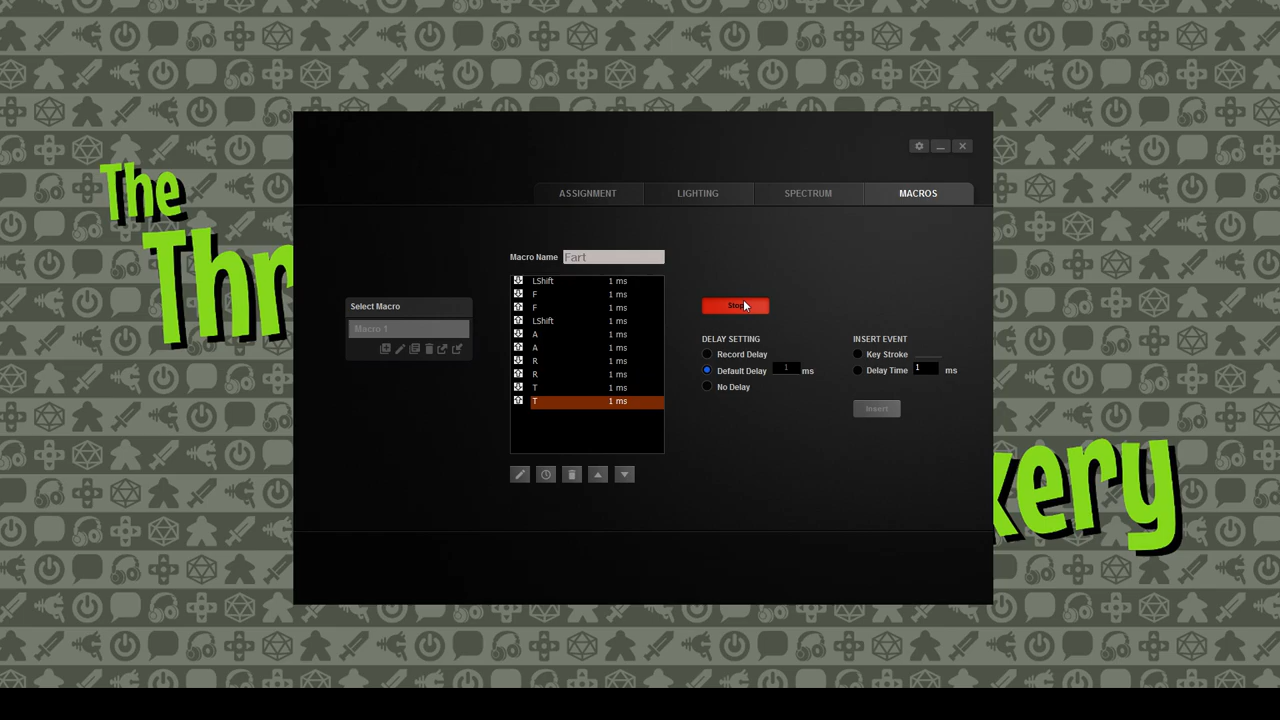 The
Thr
kery
ASSIGNMENT
LIGHTING
SPECTRUM
MACROS
Macro Name Fart
LShift 1 ms
F 1 ms
F 1 ms
LShift 1 ms
A 1 ms
A 1 ms
R 1 ms
R 1 ms
T 1 ms
T 1 ms
Select Macro
Macro 1
Stop
DELAY SETTING
Record Delay
Default Delay 1 ms
No Delay
INSERT EVENT
Key Stroke
Delay Time 1 ms
Insert